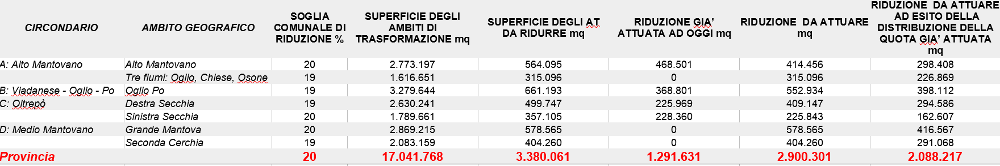 CIRCONDARIO AMBITO GEOGRAFICO SOGLIA COMUNALE DI RIDUZIONE % SUPERFICIE DEGLI AMBITI DI TRASFORMAZIONE mq SUPERFICIE DEGLI AT DA RIDURRE mq RIDUZIONE GIA' ATTUATA AD OGGI mq RIDUZIONE DA ATTUARE mq RIDUZIONE DA ATTUARE AD ESITO DELLA DISTRIBUZIONE DELLA QUOTA GIA' ATTUATA mq
A: Alto Mantovano Alto Mantovano 20 2.773.197 564.095 468.501 414.456 298.408
Tre fiumi: Oglio, Chiese, Osone 19 1.616.651 315.096 0 315.096 226.869
B: Viadanese - Oglio - Po Oglio Po 19 3.279.644 661.193 368.801 552.934 398.112
C: Oltrepò Destra Secchia 19 2.630.241 499.747 225.969 409.147 294.586
Sinistra Secchia 20 1.789.661 357.105 228.360 225.843 162.607
D: Medio Mantovano Grande Mantova 20 2.869.215 578.565 0 578.565 416.567
Seconda Cerchia 19 2.083.159 404.260 0 404.260 291.068
Provincia 20 17.041.768 3.380.061 1.291.631 2.900.301 2.088.217